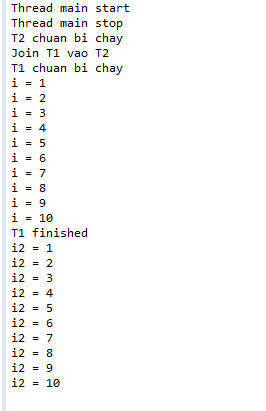 Thread main start
Thread main stop
T2 chuan bi chay
Join T1 vao T2
T1 chuan bi chay
i = 1
i = 2
i = 3
i = 4
i = 5
i = 6
i = 7
i = 8
i = 9
i = 10
T1 finished
i2 = 1
i2 = 2
i2 = 3
i2 = 4
i2 = 5
i2 = 6
i2 = 7
i2 = 8
i2 = 9
i2 = 10